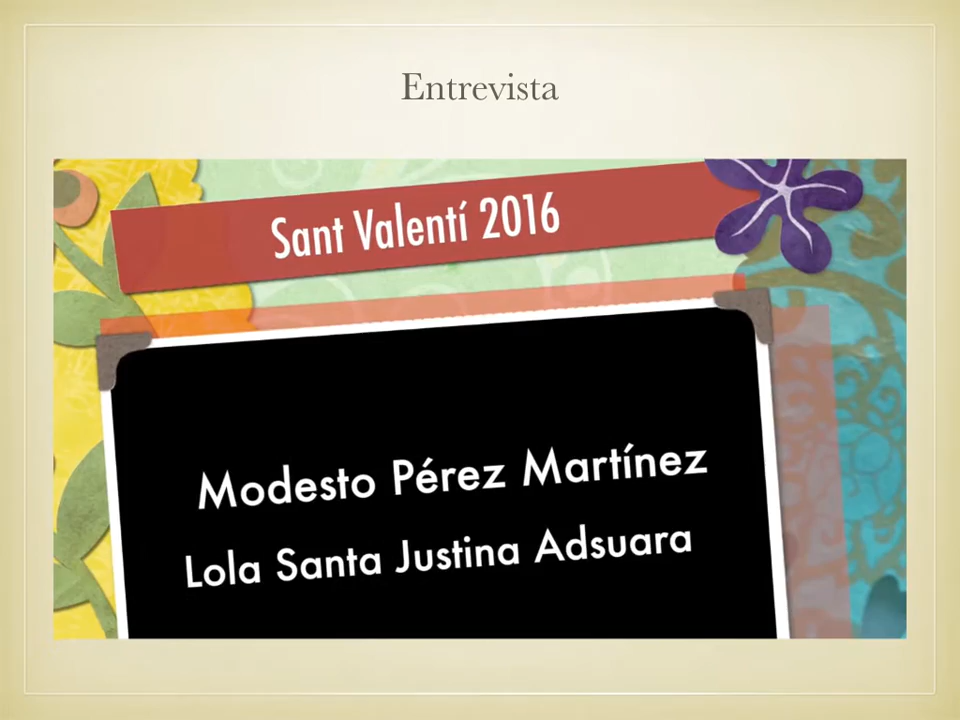 Entrevista
Sant Valentí 2016
Modesto Pérez Martínez
Lola Santa Justina Adsuara